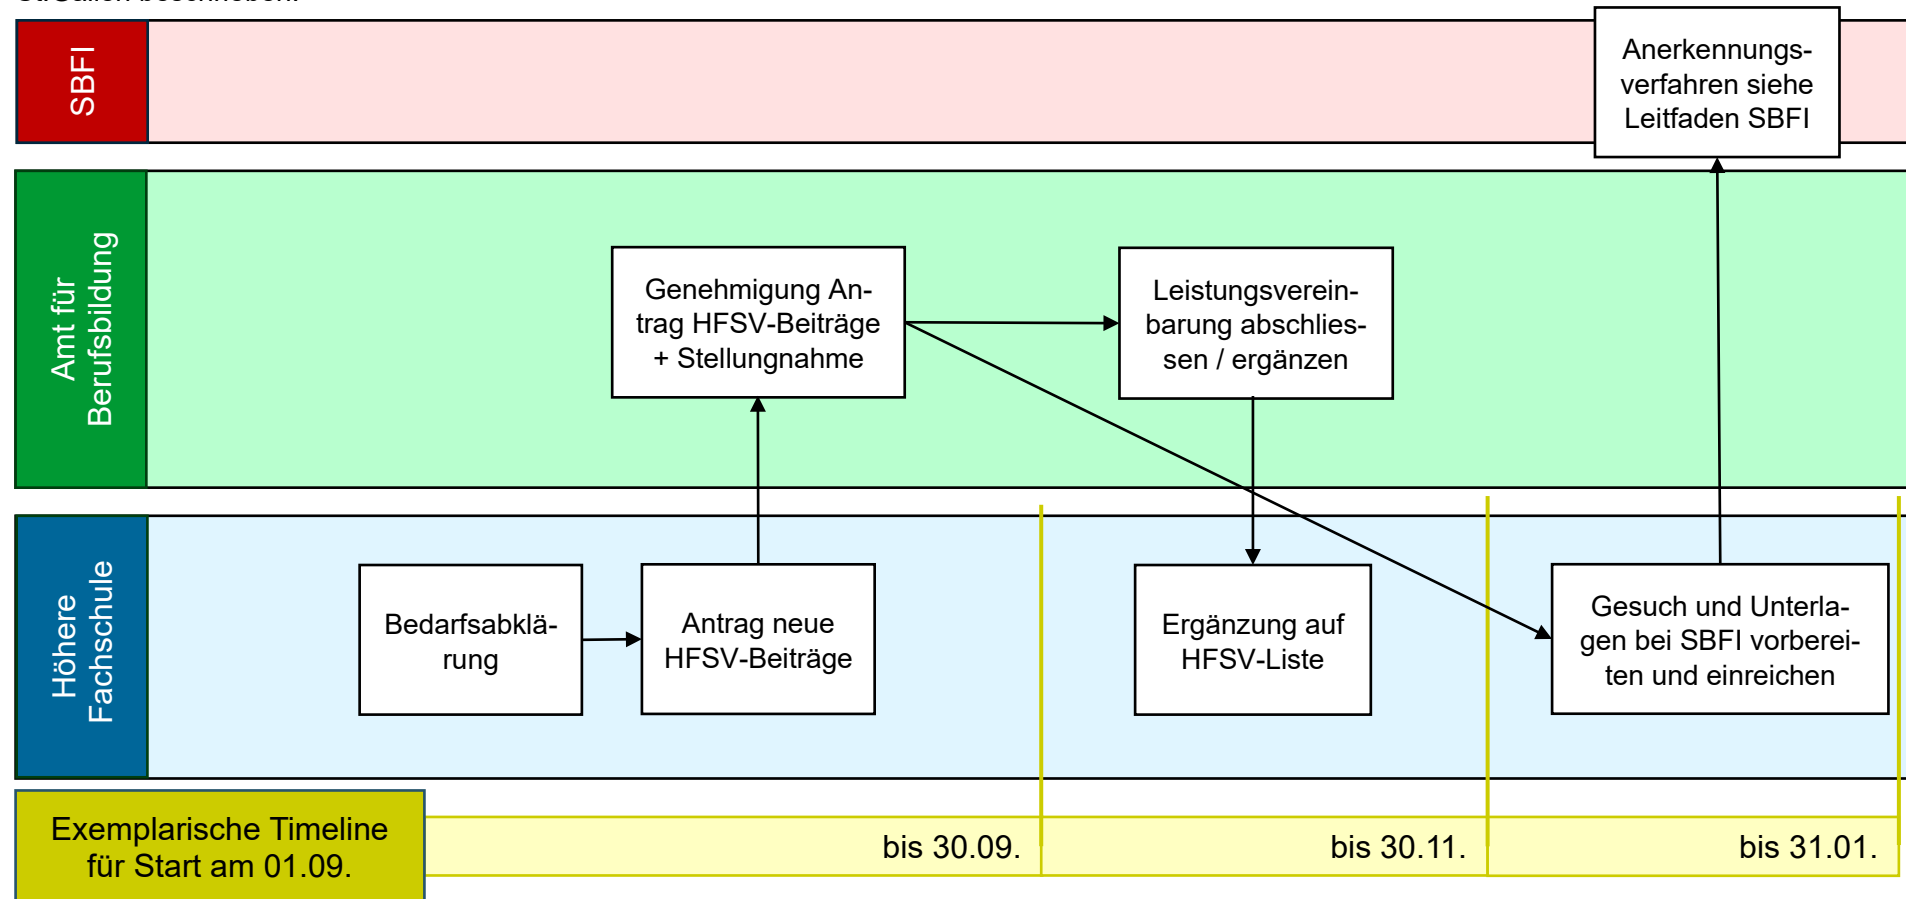 SBFI
Anerkennungs-
verfahren siehe
Leitfaden SBFI
Amt für
Berufsbildung
Genehmigung An-
trag HFSV-Beiträge
+ Stellungnahme
Leistungsverein-
barung abschlies-
sen / ergänzen
Höhere
Fachschule
Bedarfsabklä-
rung
Antrag neue
HFSV-Beiträge
Ergänzung auf
HFSV-Liste
Gesuch und Unterla-
gen bei SBFI vorberei-
ten und einreichen
Exemplarische Timeline
für Start am 01.09.
bis 30.09.
bis 30.11.
bis 31.01.